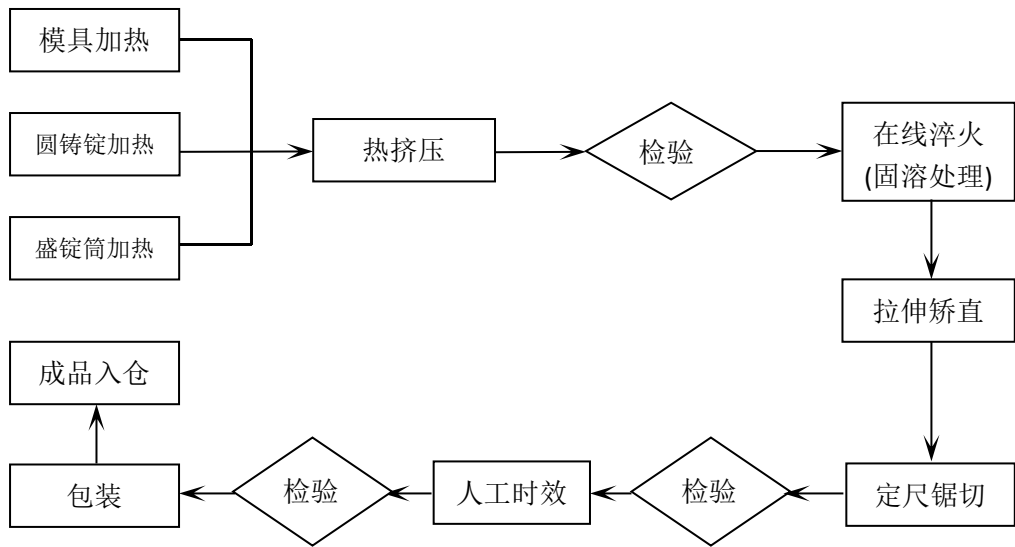 模具加热
圆铸锭加热
盛锭筒加热
热挤压
检验
在线淬火
(固溶处理)
拉伸矫直
定尺锯切
检验
人工时效
检验
包装
成品入仓